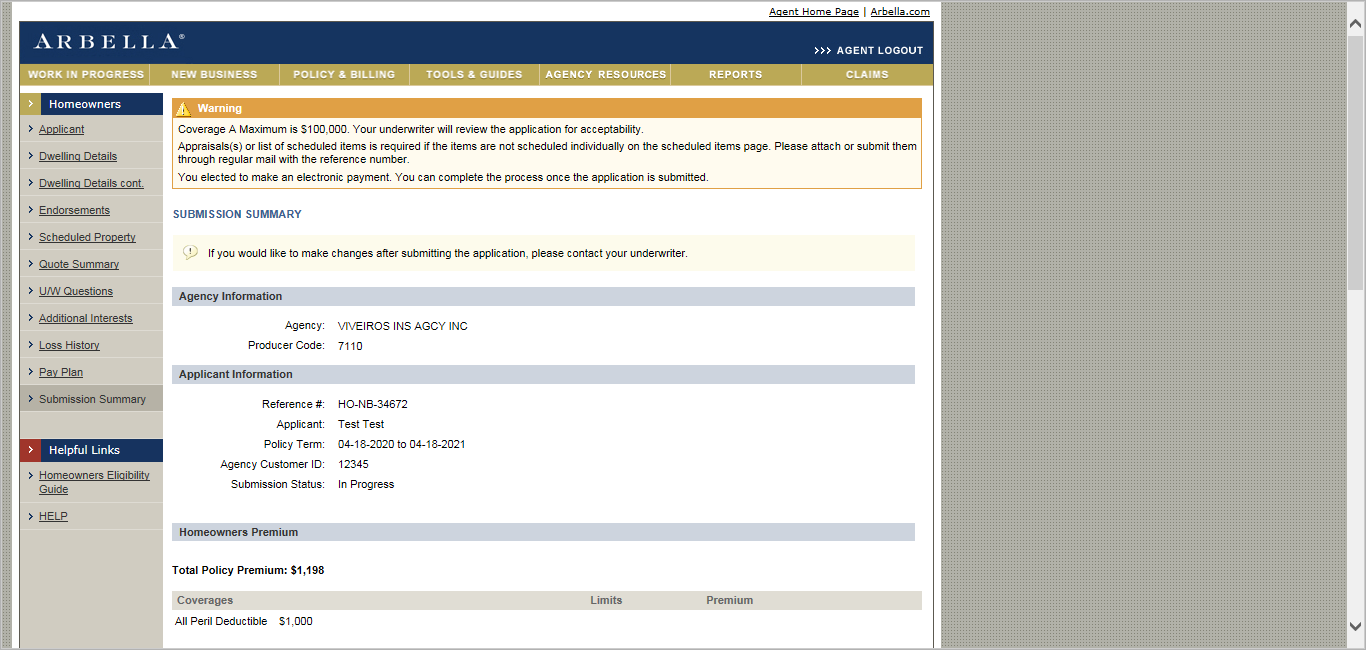 Agent Home Page | Arbella.com
ARBELLA®
>>> AGENT LOGOUT
WORK IN PROGRESS NEW BUSINESS POLICY & BILLING TOOLS & GUIDES AGENCY RESOURCES REPORTS CLAIMS
Homeowners
Applicant
Dwelling Details
Dwelling Details cont.
Endorsements
Scheduled Property
Quote Summary
U/W Questions
Additional Interests
Loss History
Pay Plan
Submission Summary
Helpful Links
Homeowners Eligibility
Guide
HELP
Warning
Coverage A Maximum is $100,000. Your underwriter will review the application for acceptability.
Appraisals(s) or list of scheduled items is required if the items are not scheduled individually on the scheduled items page. Please attach or submit them
through regular mail with the reference number.
You elected to make an electronic payment. You can complete the process once the application is submitted.
SUBMISSION SUMMARY
If you would like to make changes after submitting the application, please contact your underwriter.
Agency Information
Agency: VIVEIROS INS AGCY INC
Producer Code: 7110
Applicant Information
Reference #: HO-NB-34672
Applicant: Test Test
Policy Term: 04-18-2020 to 04-18-2021
Agency Customer ID: 12345
Submission Status: In Progress
Homeowners Premium
Total Policy Premium: $1,198
Coverages Limits Premium
All Peril Deductible $1,000